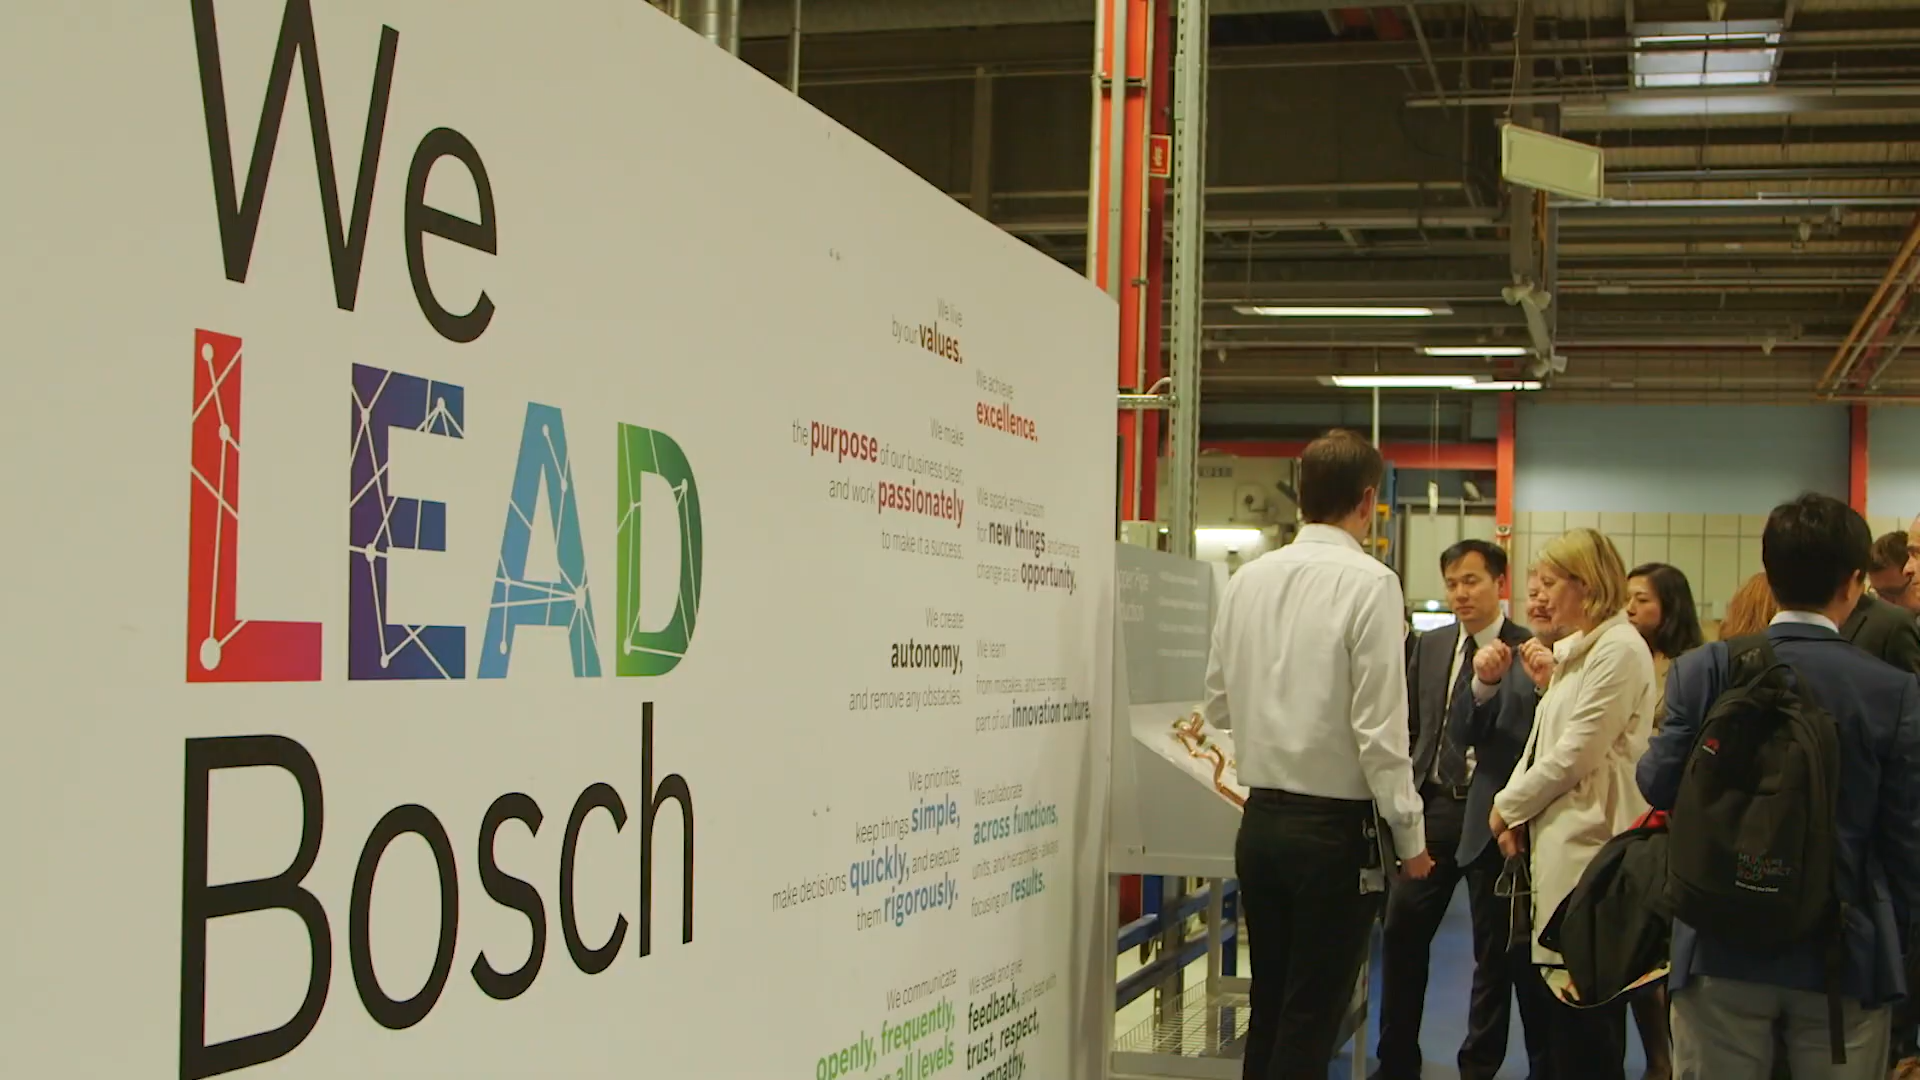 We
LEAD
Bosch
We live
by our values.
We achieve
excellence.
We make
the purpose of our business clear,
and work passionately
to make it a success.
We spark enthusiasm
for new things and embrace
change as an opportunity.
We create
autonomy,
and remove any obstacles.
We learn
from mistakes, and see them as
part of our innovation culture.
We prioritise,
keep things simple,
make decisions quickly, and execute
them rigorously.
We collaborate
across functions,
units, and hierarchies – always
focusing on results.
We communicate
openly, frequently,
all levels
We seek and give
feedback, and lead with
trust, respect,